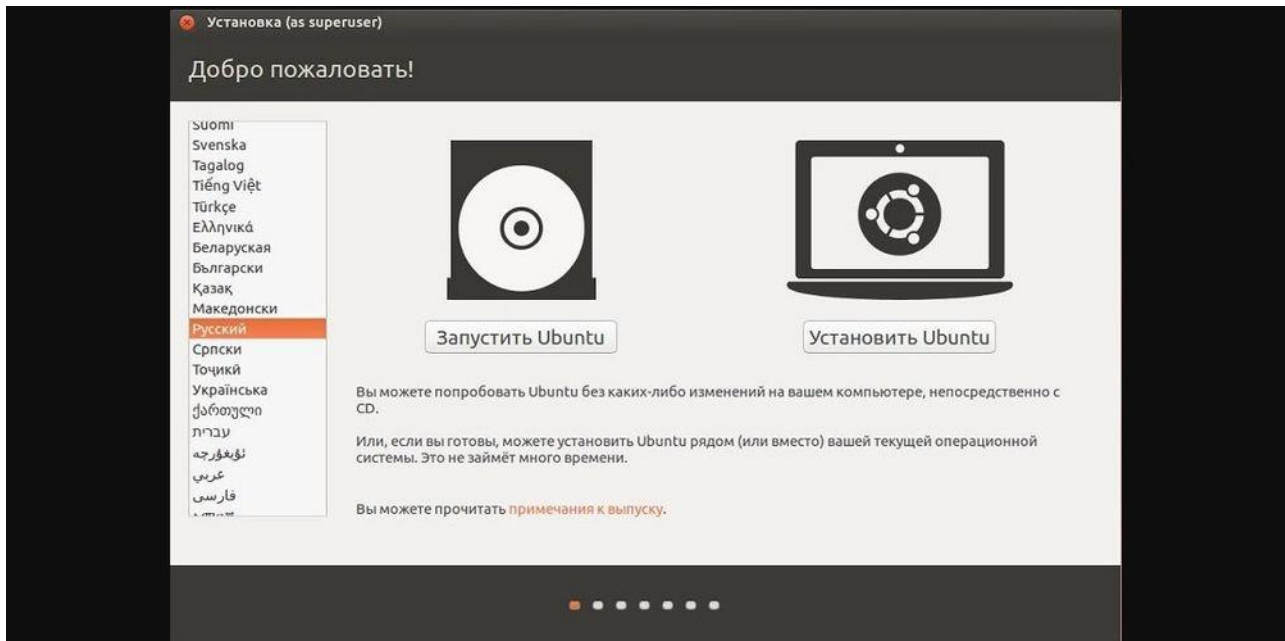 Установка (as superuser)
Добро пожаловать!
Suomi
Svenska
Tagalog
Tiếng Việt
Türkçe
Ελληνικά
Беларуская
Български
Қазақ
Македонски
Русский
Српски
Тоҷикӣ
Українська
ქართული
עברית
ئۇيغۇرچە
عربي
فارسی
Запустить Ubuntu
Установить Ubuntu
Вы можете попробовать Ubuntu без каких-либо изменений на вашем компьютере, непосредственно с
CD.
Или, если вы готовы, можете установить Ubuntu рядом (или вместо) вашей текущей операционной
системы. Это не займёт много времени.
Вы можете прочитать примечания к выпуску.